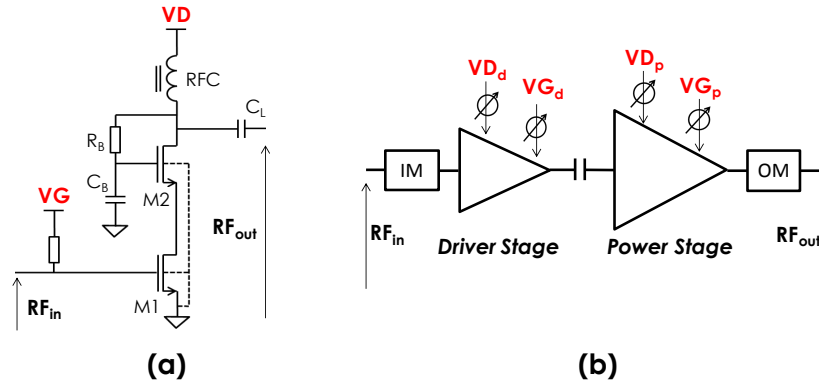 VD
RFC
C_L
R_B
C_B
M2
VG
RF_out
M1
RF_in
(a)
VD_d
VG_d
VD_p
VG_p
IM
OM
RF_in
Driver Stage
Power Stage
RF_out
(b)